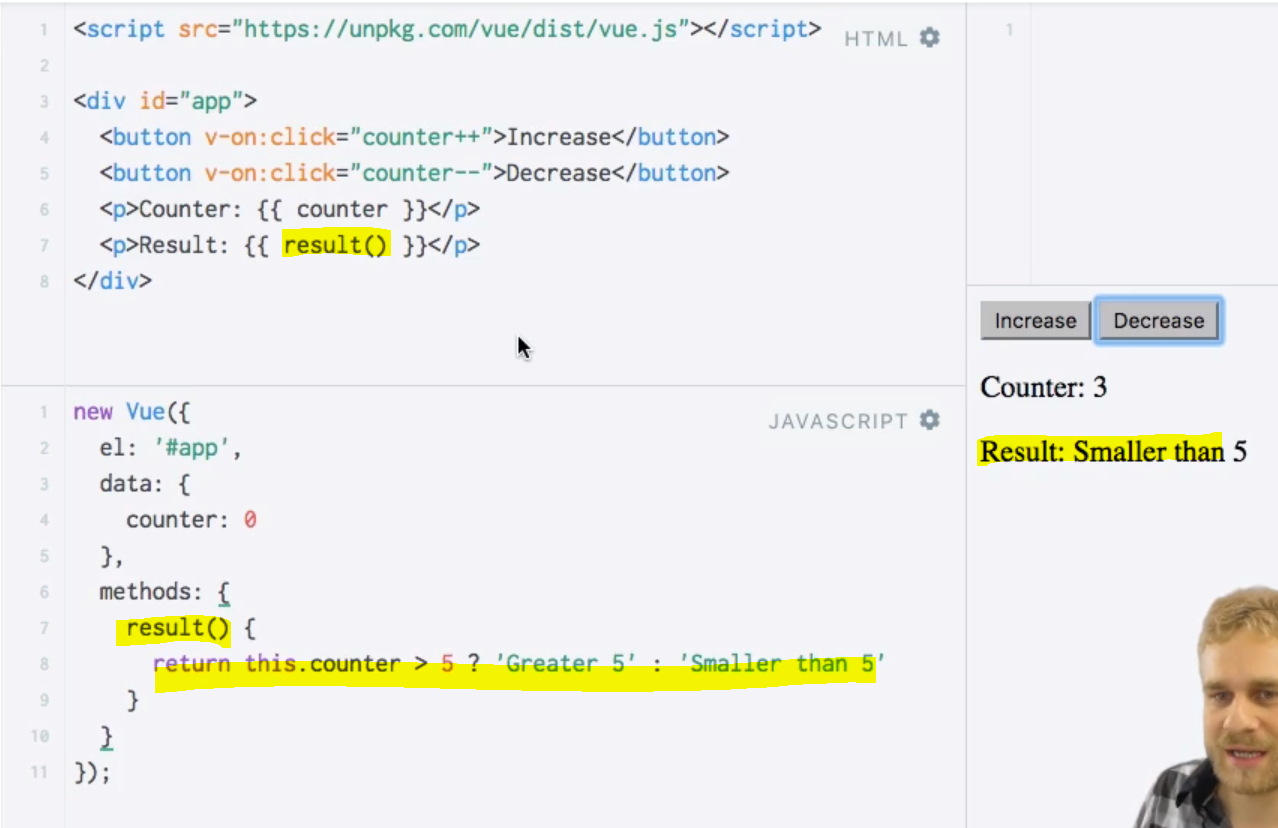 1 <script src="https://unpkg.com/vue/dist/vue.js"></script>
HTML
2
3 <div id="app">
4   <button v-on:click="counter++">Increase</button>
5   <button v-on:click="counter--">Decrease</button>
6   <p>Counter: {{ counter }}</p>
7   <p>Result: {{ result() }}</p>
8 </div>
1 new Vue({
JAVASCRIPT
2   el: '#app',
3   data: {
4     counter: 0
5   },
6   methods: {
7     result() {
8       return this.counter > 5 ? 'Greater 5' : 'Smaller than 5'
9     }
10   }
11 });
1
Increase Decrease
Counter: 3
Result: Smaller than 5